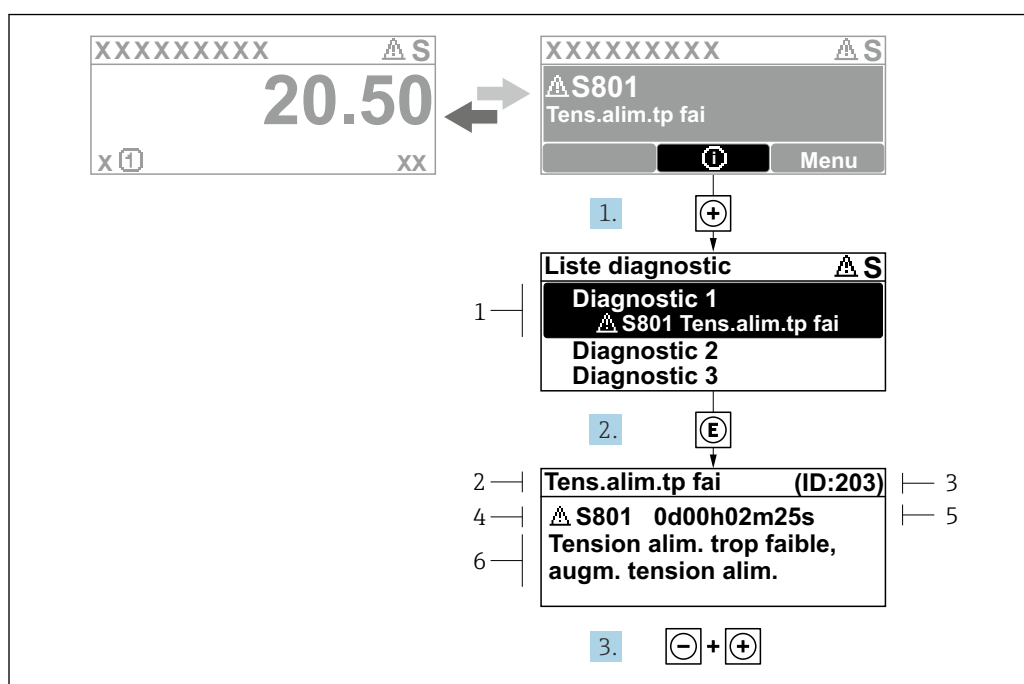 XXXXXXXXX ⚠ S
20.50
x ① xx
XXXXXXXXX ⚠ S
⚠ S801
Tens.alim.tp fai
ⓘ Menu
1. +
Liste diagnostic ⚠ S
1
Diagnostic 1
⚠ S801 Tens.alim.tp fai
Diagnostic 2
Diagnostic 3
2. E
2 Tens.alim.tp fai (ID:203) 3
4 ⚠ S801 0d00h02m25s 5
6
Tension alim. trop faible,
augm. tension alim.
3. - + +